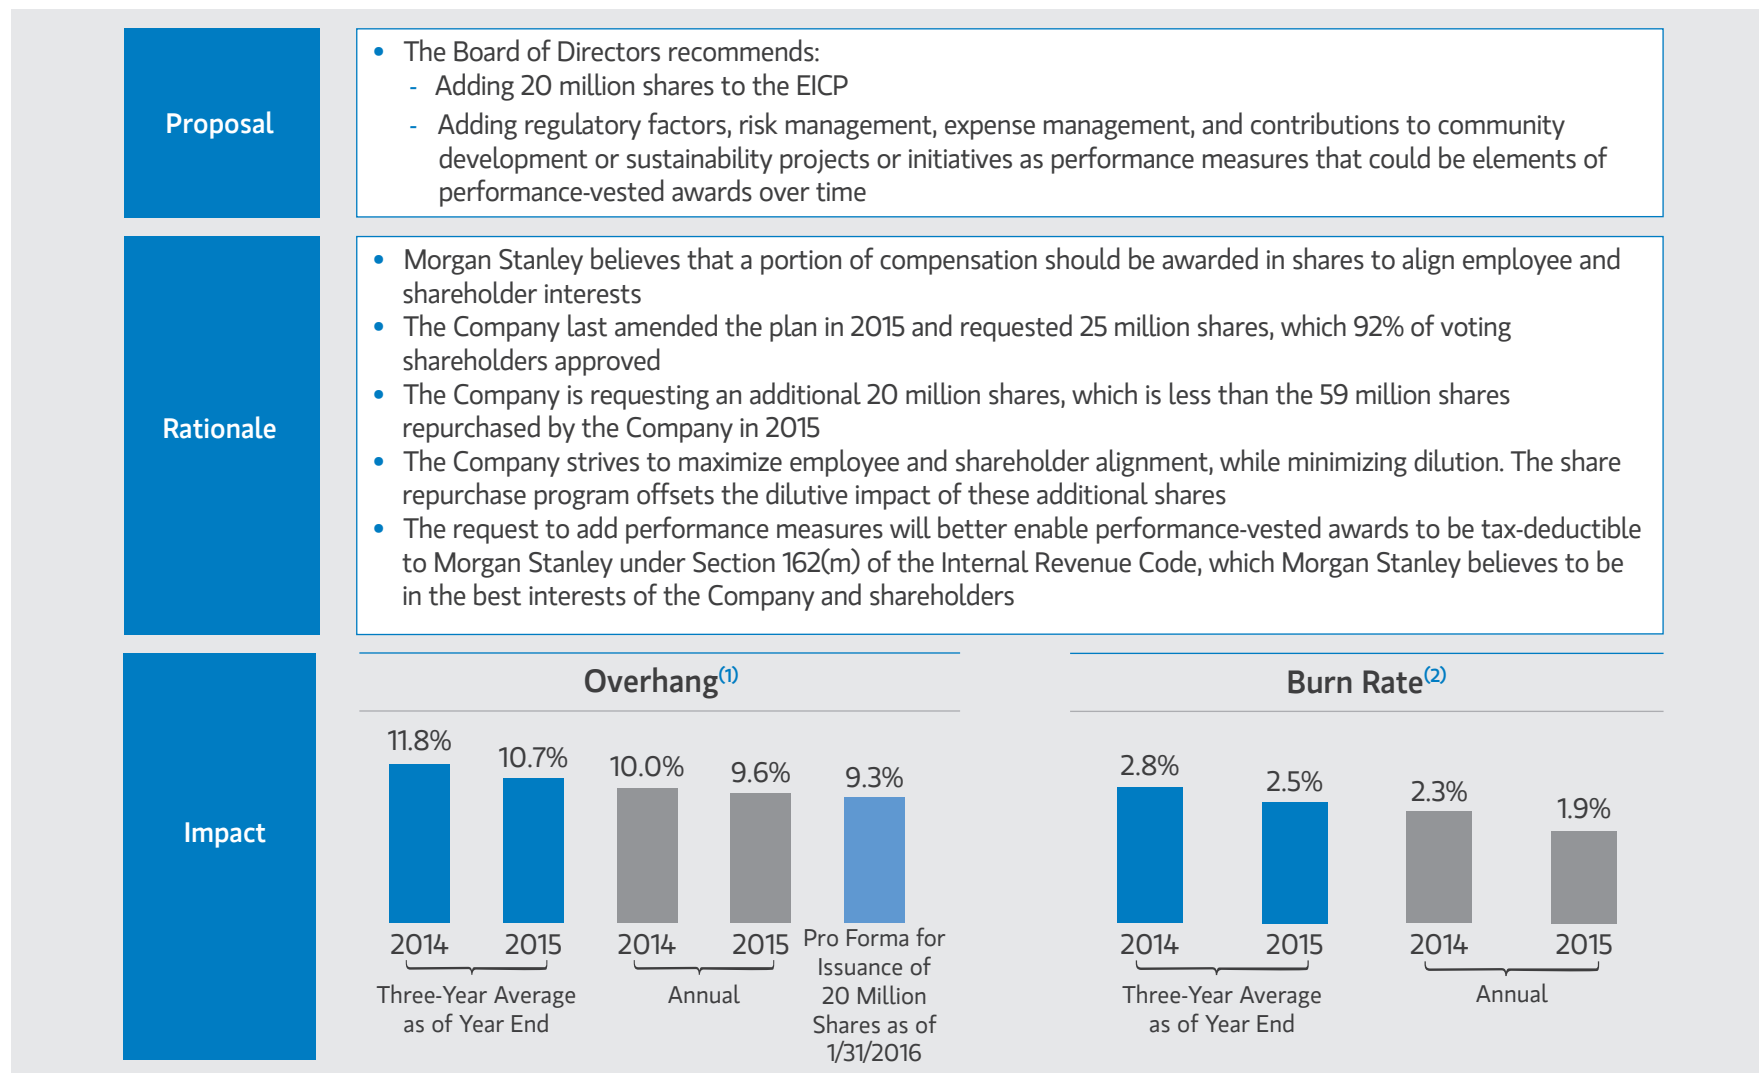 Proposal
• The Board of Directors recommends:
- Adding 20 million shares to the EICP
- Adding regulatory factors, risk management, expense management, and contributions to community
development or sustainability projects or initiatives as performance measures that could be elements of
performance-vested awards over time
Rationale
• Morgan Stanley believes that a portion of compensation should be awarded in shares to align employee and
shareholder interests
• The Company last amended the plan in 2015 and requested 25 million shares, which 92% of voting
shareholders approved
• The Company is requesting an additional 20 million shares, which is less than the 59 million shares
repurchased by the Company in 2015
• The Company strives to maximize employee and shareholder alignment, while minimizing dilution. The share
repurchase program offsets the dilutive impact of these additional shares
• The request to add performance measures will better enable performance-vested awards to be tax-deductible
to Morgan Stanley under Section 162(m) of the Internal Revenue Code, which Morgan Stanley believes to be
in the best interests of the Company and shareholders
Impact
Overhang(1)
11.8% 10.7% 10.0% 9.6% 9.3%
2014 2015 2014 2015
Three-Year Average
as of Year End
Annual
Pro Forma for
Issuance of
20 Million
Shares as of
1/31/2016
Burn Rate(2)
2.8% 2.5% 2.3% 1.9%
2014 2015 2014 2015
Three-Year Average
as of Year End
Annual